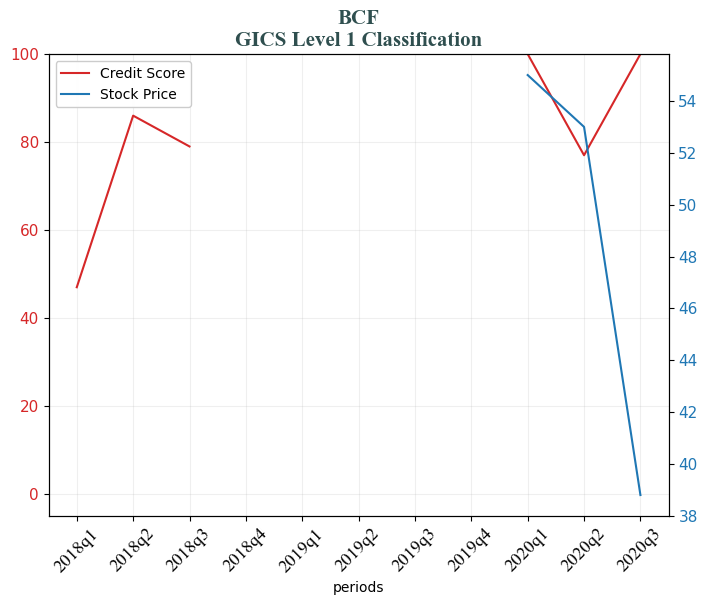 BCF
GICS Level 1 Classification
Credit Score
Stock Price
100
80
60
40
20
0
54
52
50
48
46
44
42
40
38
2018q1
2018q2
2018q3
2018q4
2019q1
2019q2
2019q3
2019q4
2020q1
2020q2
2020q3
periods